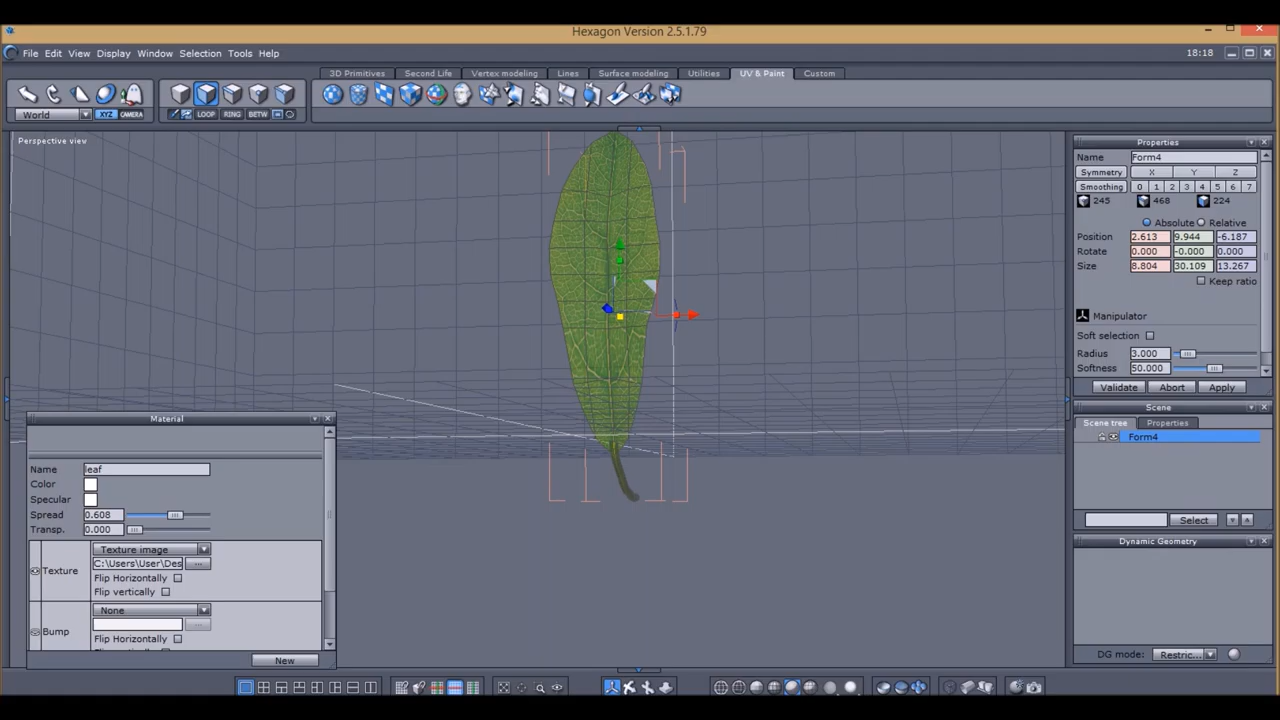 Hexagon Version 2.5.1.79
File Edit View Display Window Selection Tools Help
18:18
3D Primitives Second Life Vertex modeling Lines Surface modeling Utilities UV & Paint Custom
World XYZ CAMERA LOOP RING BETW
Perspective view
Properties
Name Form4
Symmetry X Y Z
Smoothing 0 1 2 3 4 5 6 7
245 468 224
Absolute Relative
Position 2.613 9.944 -6.187
Rotate 0.000 -0.000 0.000
Size 8.804 30.109 13.267
Keep ratio
Manipulator
Soft selection
Radius 3.000
Softness 50.000
Validate Abort Apply
Scene
Scene tree Properties
Form4
Select
Dynamic Geometry
DG mode: Restric...
Material
Name leaf
Color
Specular
Spread 0.608
Transp. 0.000
Texture image
C:\Users\User\Des ...
Texture
Flip Horizontally
Flip vertically
None
...
Bump
Flip Horizontally
New